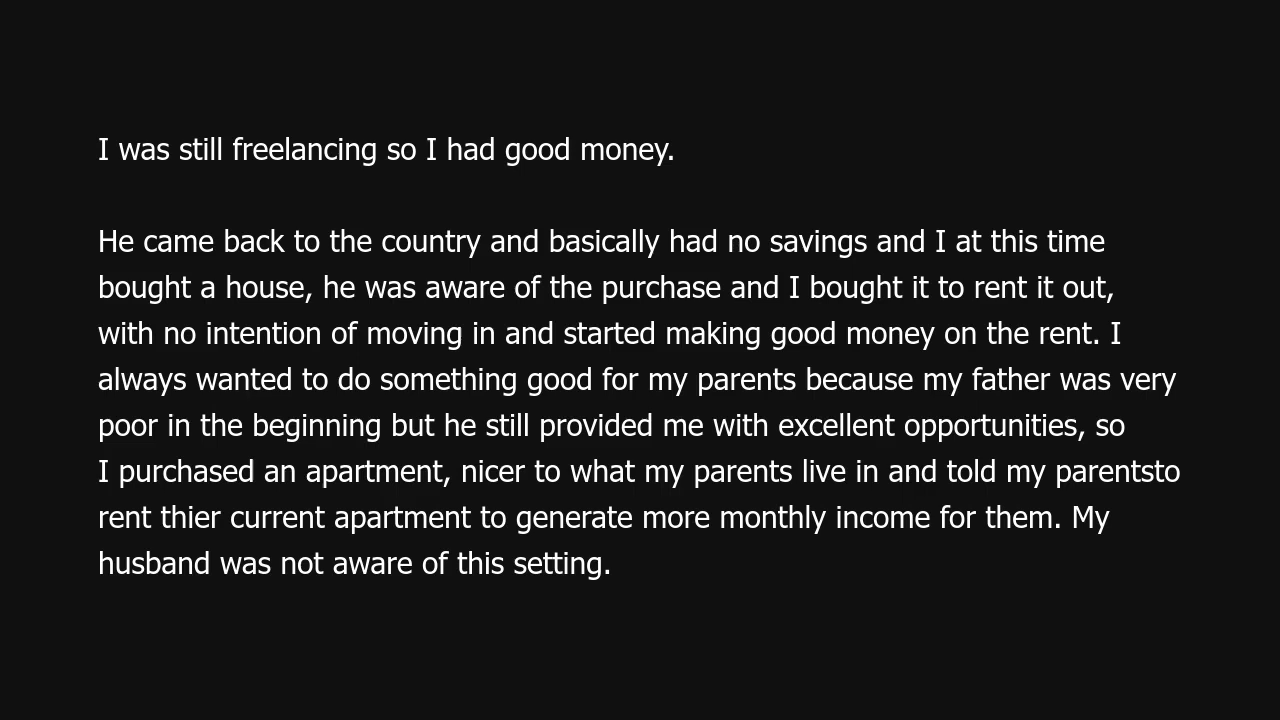 I was still freelancing so I had good money.
He came back to the country and basically had no savings and I at this time
bought a house, he was aware of the purchase and I bought it to rent it out,
with no intention of moving in and started making good money on the rent. I
always wanted to do something good for my parents because my father was very
poor in the beginning but he still provided me with excellent opportunities, so
I purchased an apartment, nicer to what my parents live in and told my parentsto
rent thier current apartment to generate more monthly income for them. My
husband was not aware of this setting.